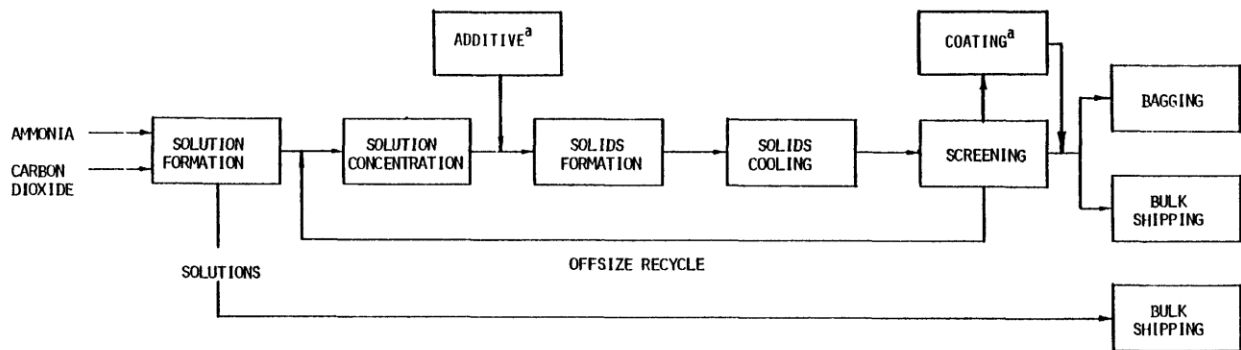 ADDITIVEᵃ
COATINGᵃ
BAGGING
AMMONIA
CARBON
DIOXIDE
SOLUTION
FORMATION
SOLUTION
CONCENTRATION
SOLIDS
FORMATION
SOLIDS
COOLING
SCREENING
BULK
SHIPPING
OFFSIZE RECYCLE
SOLUTIONS
BULK
SHIPPING